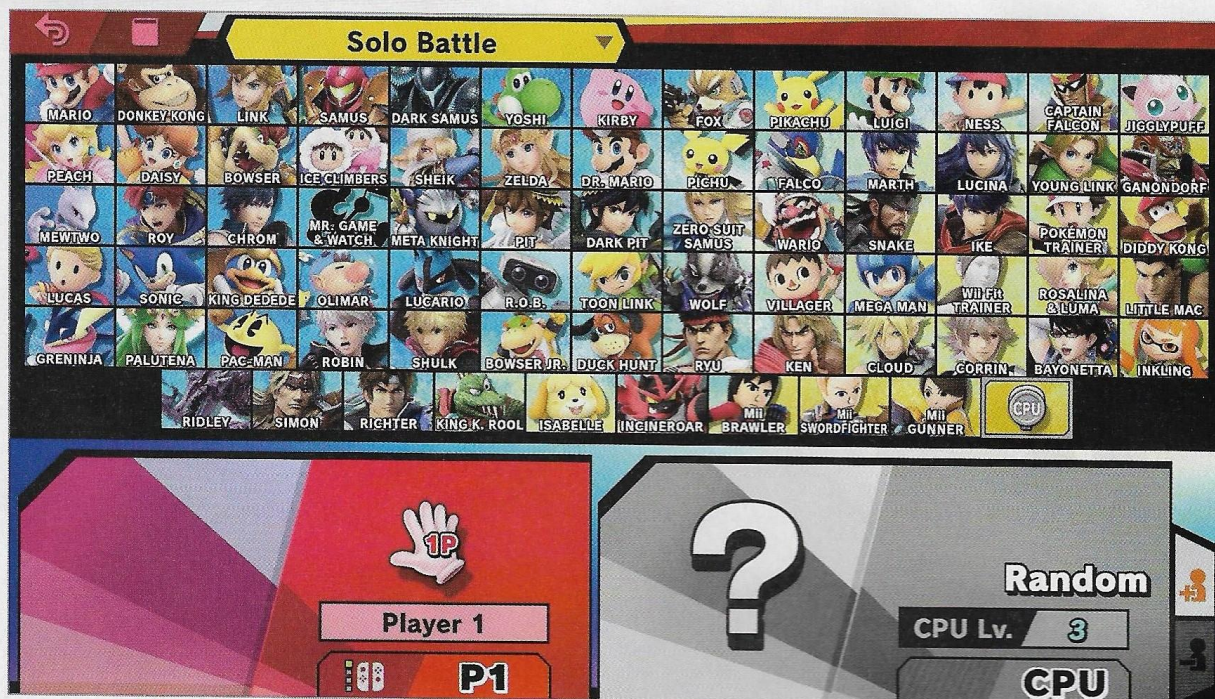 Solo Battle
MARIO DONKEY KONG LINK SAMUS DARK SAMUS YOSHI KIRBY FOX PIKACHU LUIGI NESS CAPTAIN FALCON JIGGLYPUFF
PEACH DAISY BOWSER ICE CLIMBERS SHEIK ZELDA DR. MARIO PICHU FALCO MARTH LUCINA YOUNG LINK GANONDORF
MEWTWO ROY CHROM MR. GAME & WATCH META KNIGHT PIT DARK PIT ZERO SUIT SAMUS WARIO SNAKE IKE POKÉMON TRAINER DIDDY KONG
LUCAS SONIC KING DEDEDE OLIMAR LUCARIO R.O.B. TOON LINK WOLF VILLAGER MEGA MAN Wii Fit TRAINER ROSALINA & LUMA LITTLE MAC
GRENINJA PALUTENA PAC-MAN ROBIN SHULK BOWSER JR. DUCK HUNT RYU KEN CLOUD CORRIN BAYONETTA INKLING
RIDLEY SIMON RICHTER KING K. ROOL ISABELLE INCINEROAR Mii BRAWLER Mii SWORDFIGHTER Mii GUNNER CPU
1P
?
Random
Player 1
CPU Lv. 3
P1
CPU